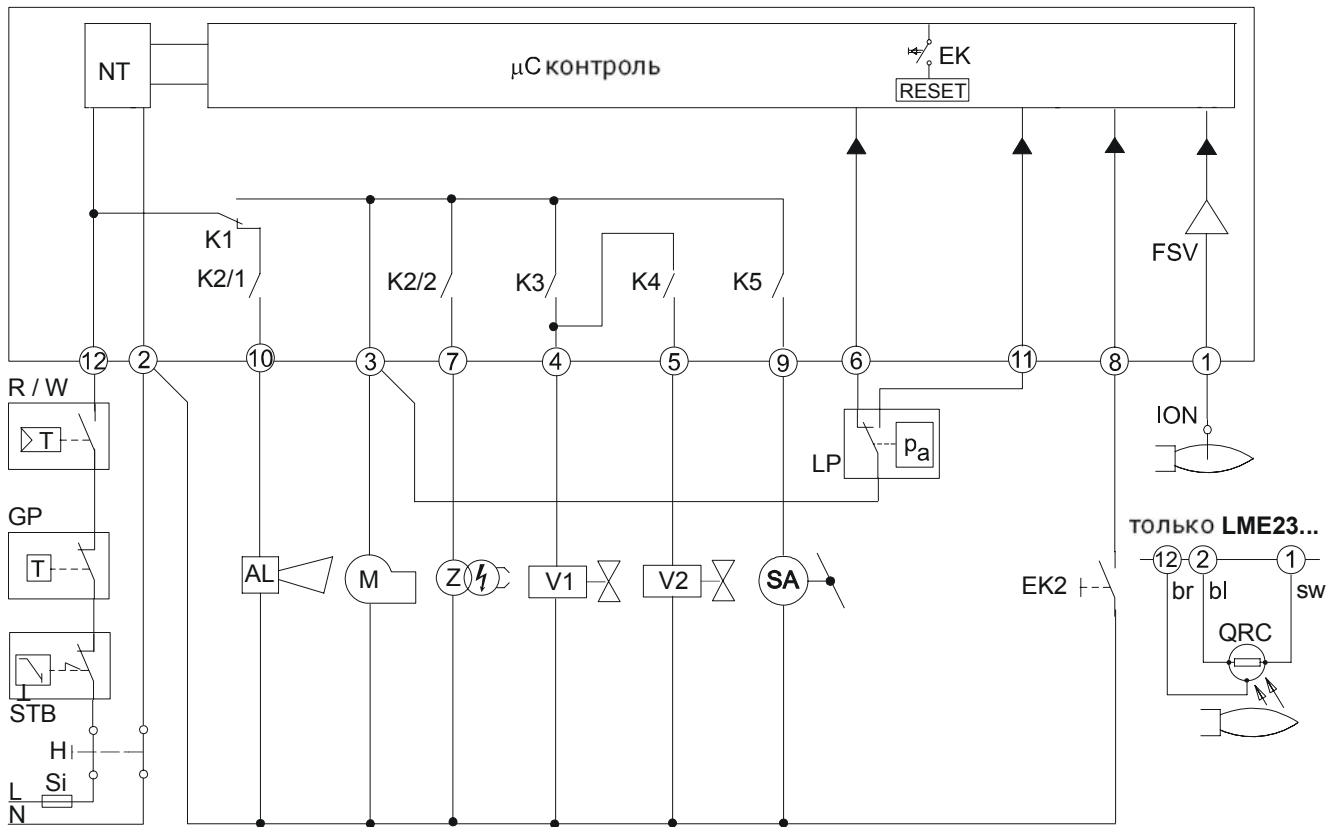 NT
μC контроль
EK
RESET
FSV
K1
K2/1
K2/2
K3
K4
K5
12
2
10
3
7
4
5
9
6
11
8
1
R / W
T
GP
T
STB
H
Si
L
N
AL
M
Z
V1
V2
SA
LP
pa
EK2
ION
только LME23...
12
2
1
br
bl
sw
QRC